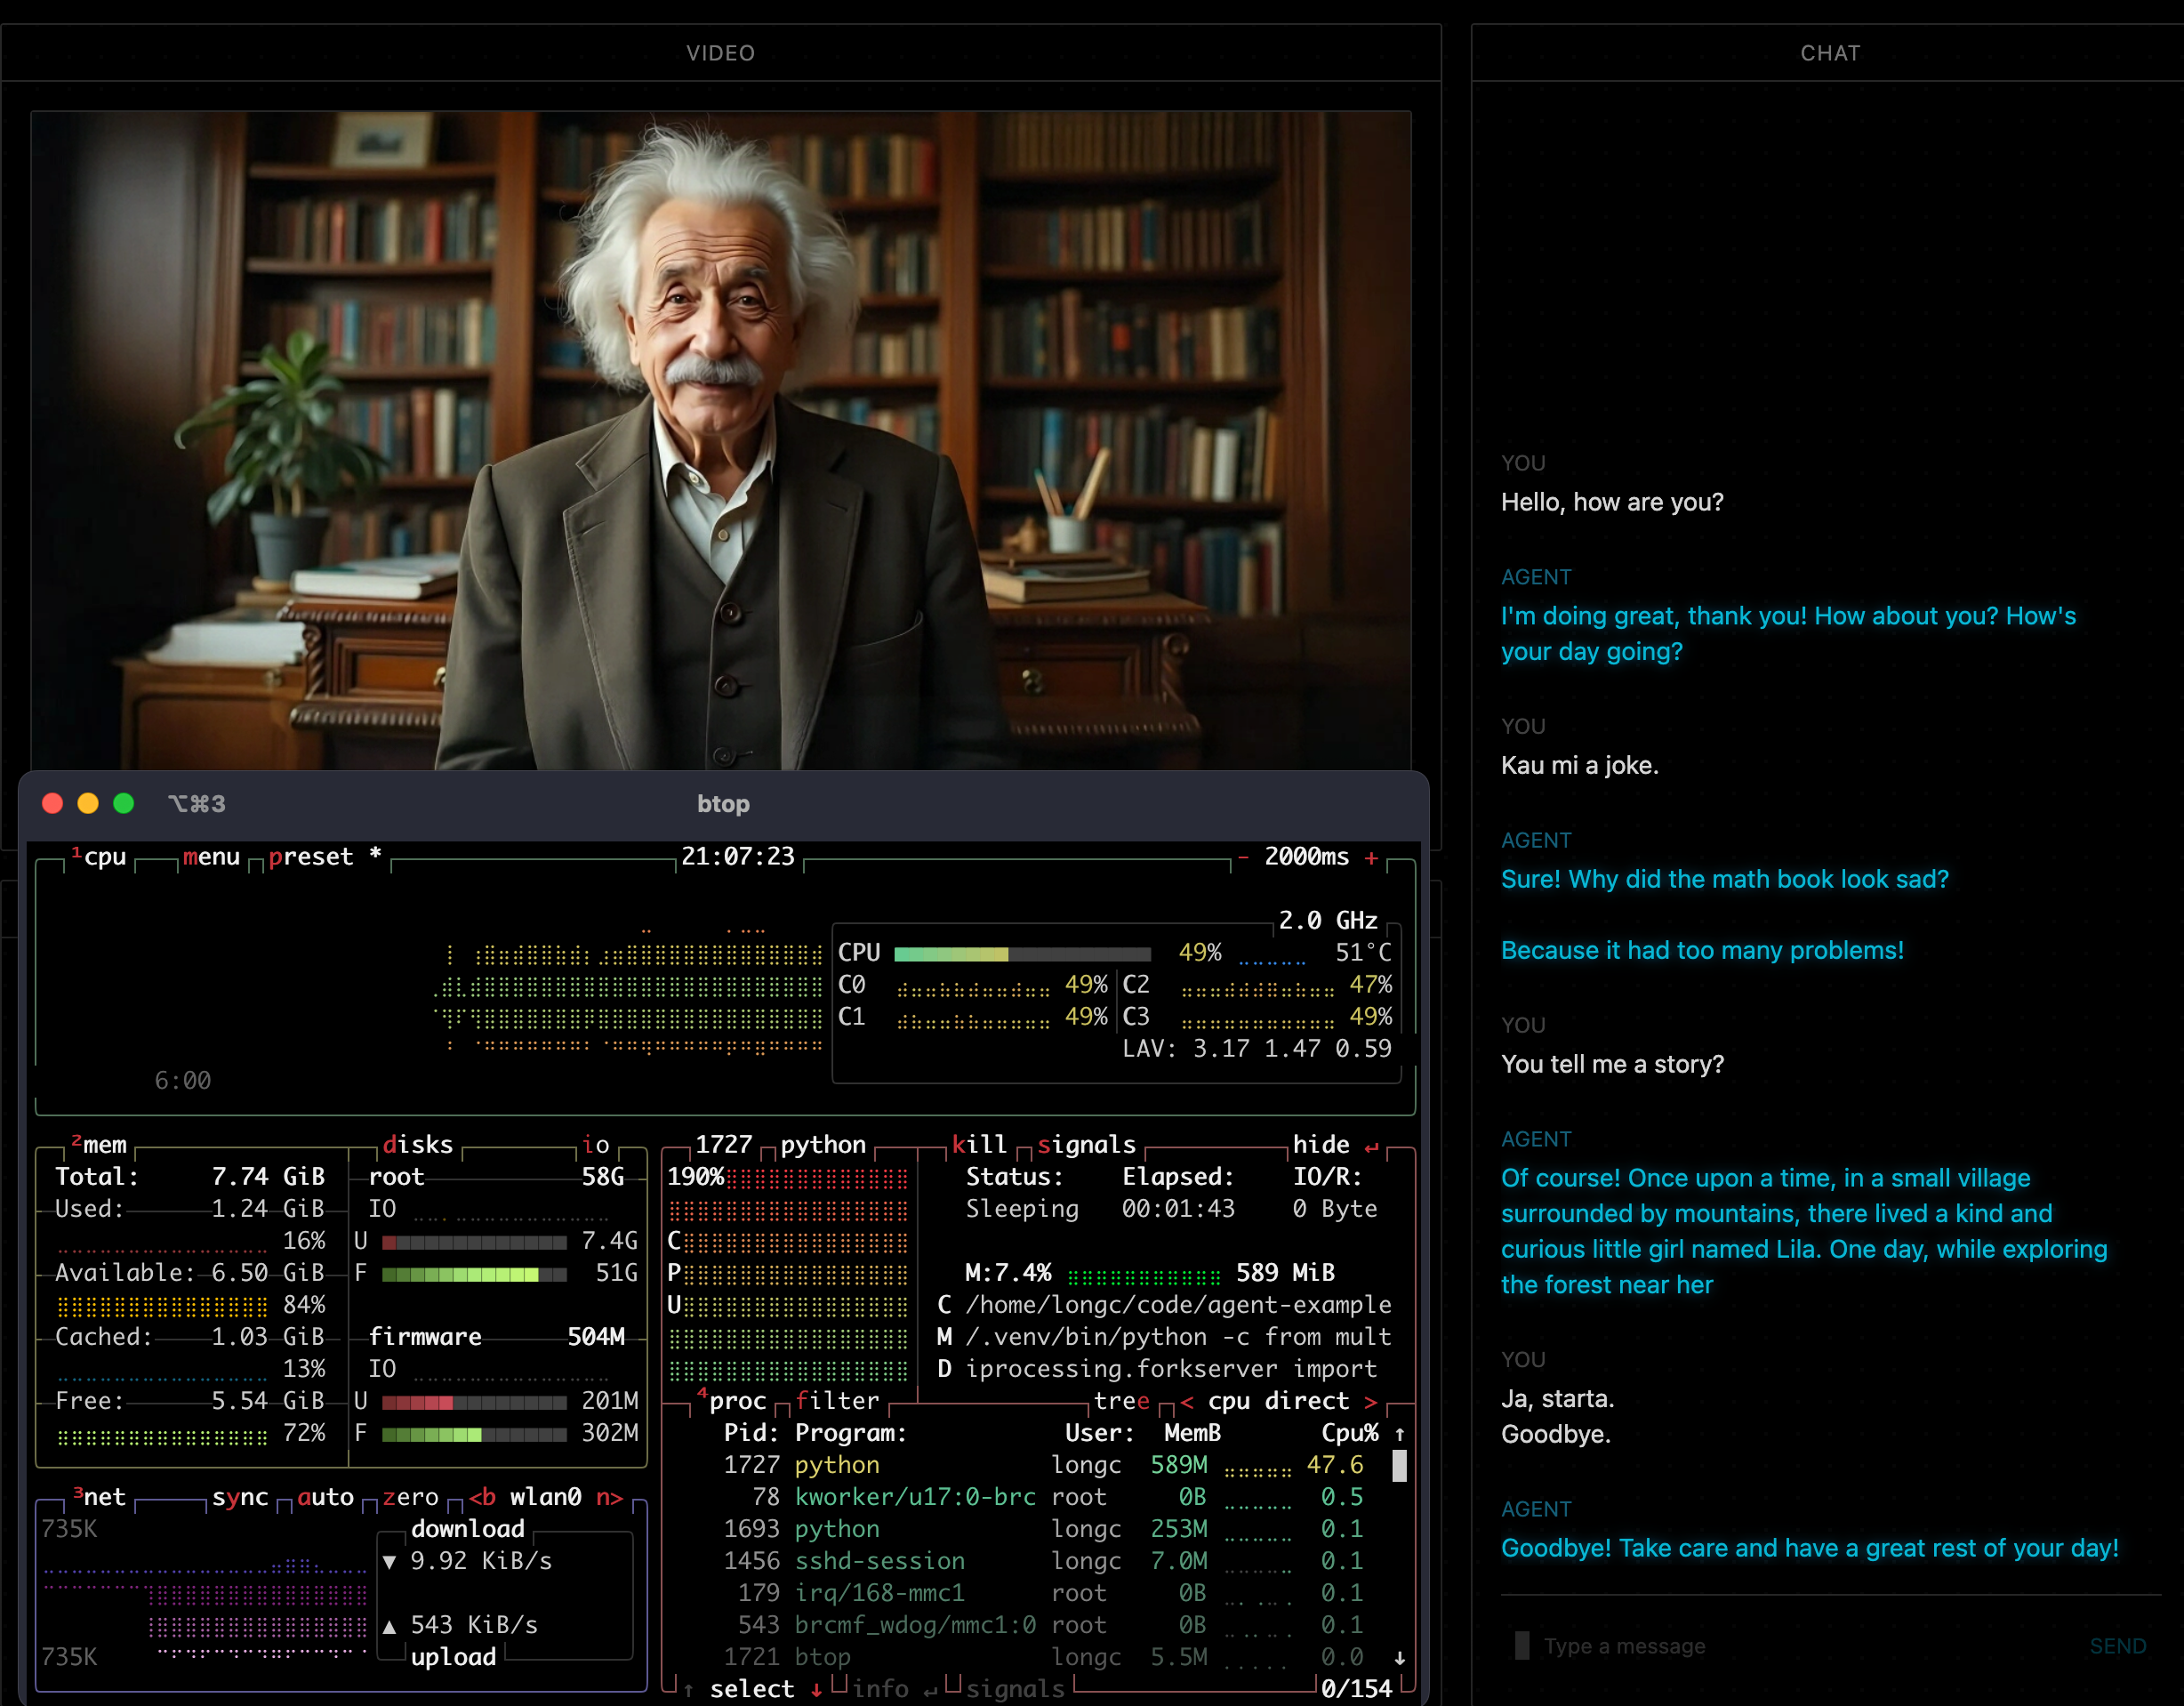 VIDEO
CHAT
YOU
Hello, how are you?
AGENT
I'm doing great, thank you! How about you? How's
your day going?
YOU
Kau mi a joke.
AGENT
Sure! Why did the math book look sad?
Because it had too many problems!
YOU
You tell me a story?
AGENT
Of course! Once upon a time, in a small village
surrounded by mountains, there lived a kind and
curious little girl named Lila. One day, while exploring
the forest near her
YOU
Ja, starta.
Goodbye.
AGENT
Goodbye! Take care and have a great rest of your day!
Type a message SEND
⌥⌘3 btop
¹cpu menu preset * 21:07:23 - 2000ms +
2.0 GHz
CPU 49% 51°C
C0 49% C2 47%
C1 49% C3 49%
LAV: 3.17 1.47 0.59
6:00
²mem disks io
Total: 7.74 GiB root 58G
Used: 1.24 GiB IO
16% U 7.4G
Available: 6.50 GiB F 51G
84%
Cached: 1.03 GiB firmware 504M
13% IO
Free: 5.54 GiB U 201M
72% F 302M
³net sync auto zero <b wlan0 n>
735K download
▼ 9.92 KiB/s
▲ 543 KiB/s
735K upload
1727 python kill signals hide ↵
190% Status: Elapsed: IO/R:
Sleeping 00:01:43 0 Byte
C
P M:7.4% 589 MiB
U C /home/longc/code/agent-example
M /.venv/bin/python -c from mult
D iprocessing.forkserver import
⁴proc filter tree < cpu direct >
Pid: Program: User: MemB Cpu% ↑
1727 python longc 589M 47.6
78 kworker/u17:0-brc root 0B 0.5
1693 python longc 253M 0.1
1456 sshd-session longc 7.0M 0.1
179 irq/168-mmc1 root 0B 0.1
543 brcmf_wdog/mmc1:0 root 0B 0.1
1721 btop longc 5.5M 0.0 ↓
↑ select ↓ info ↵ signals 0/154